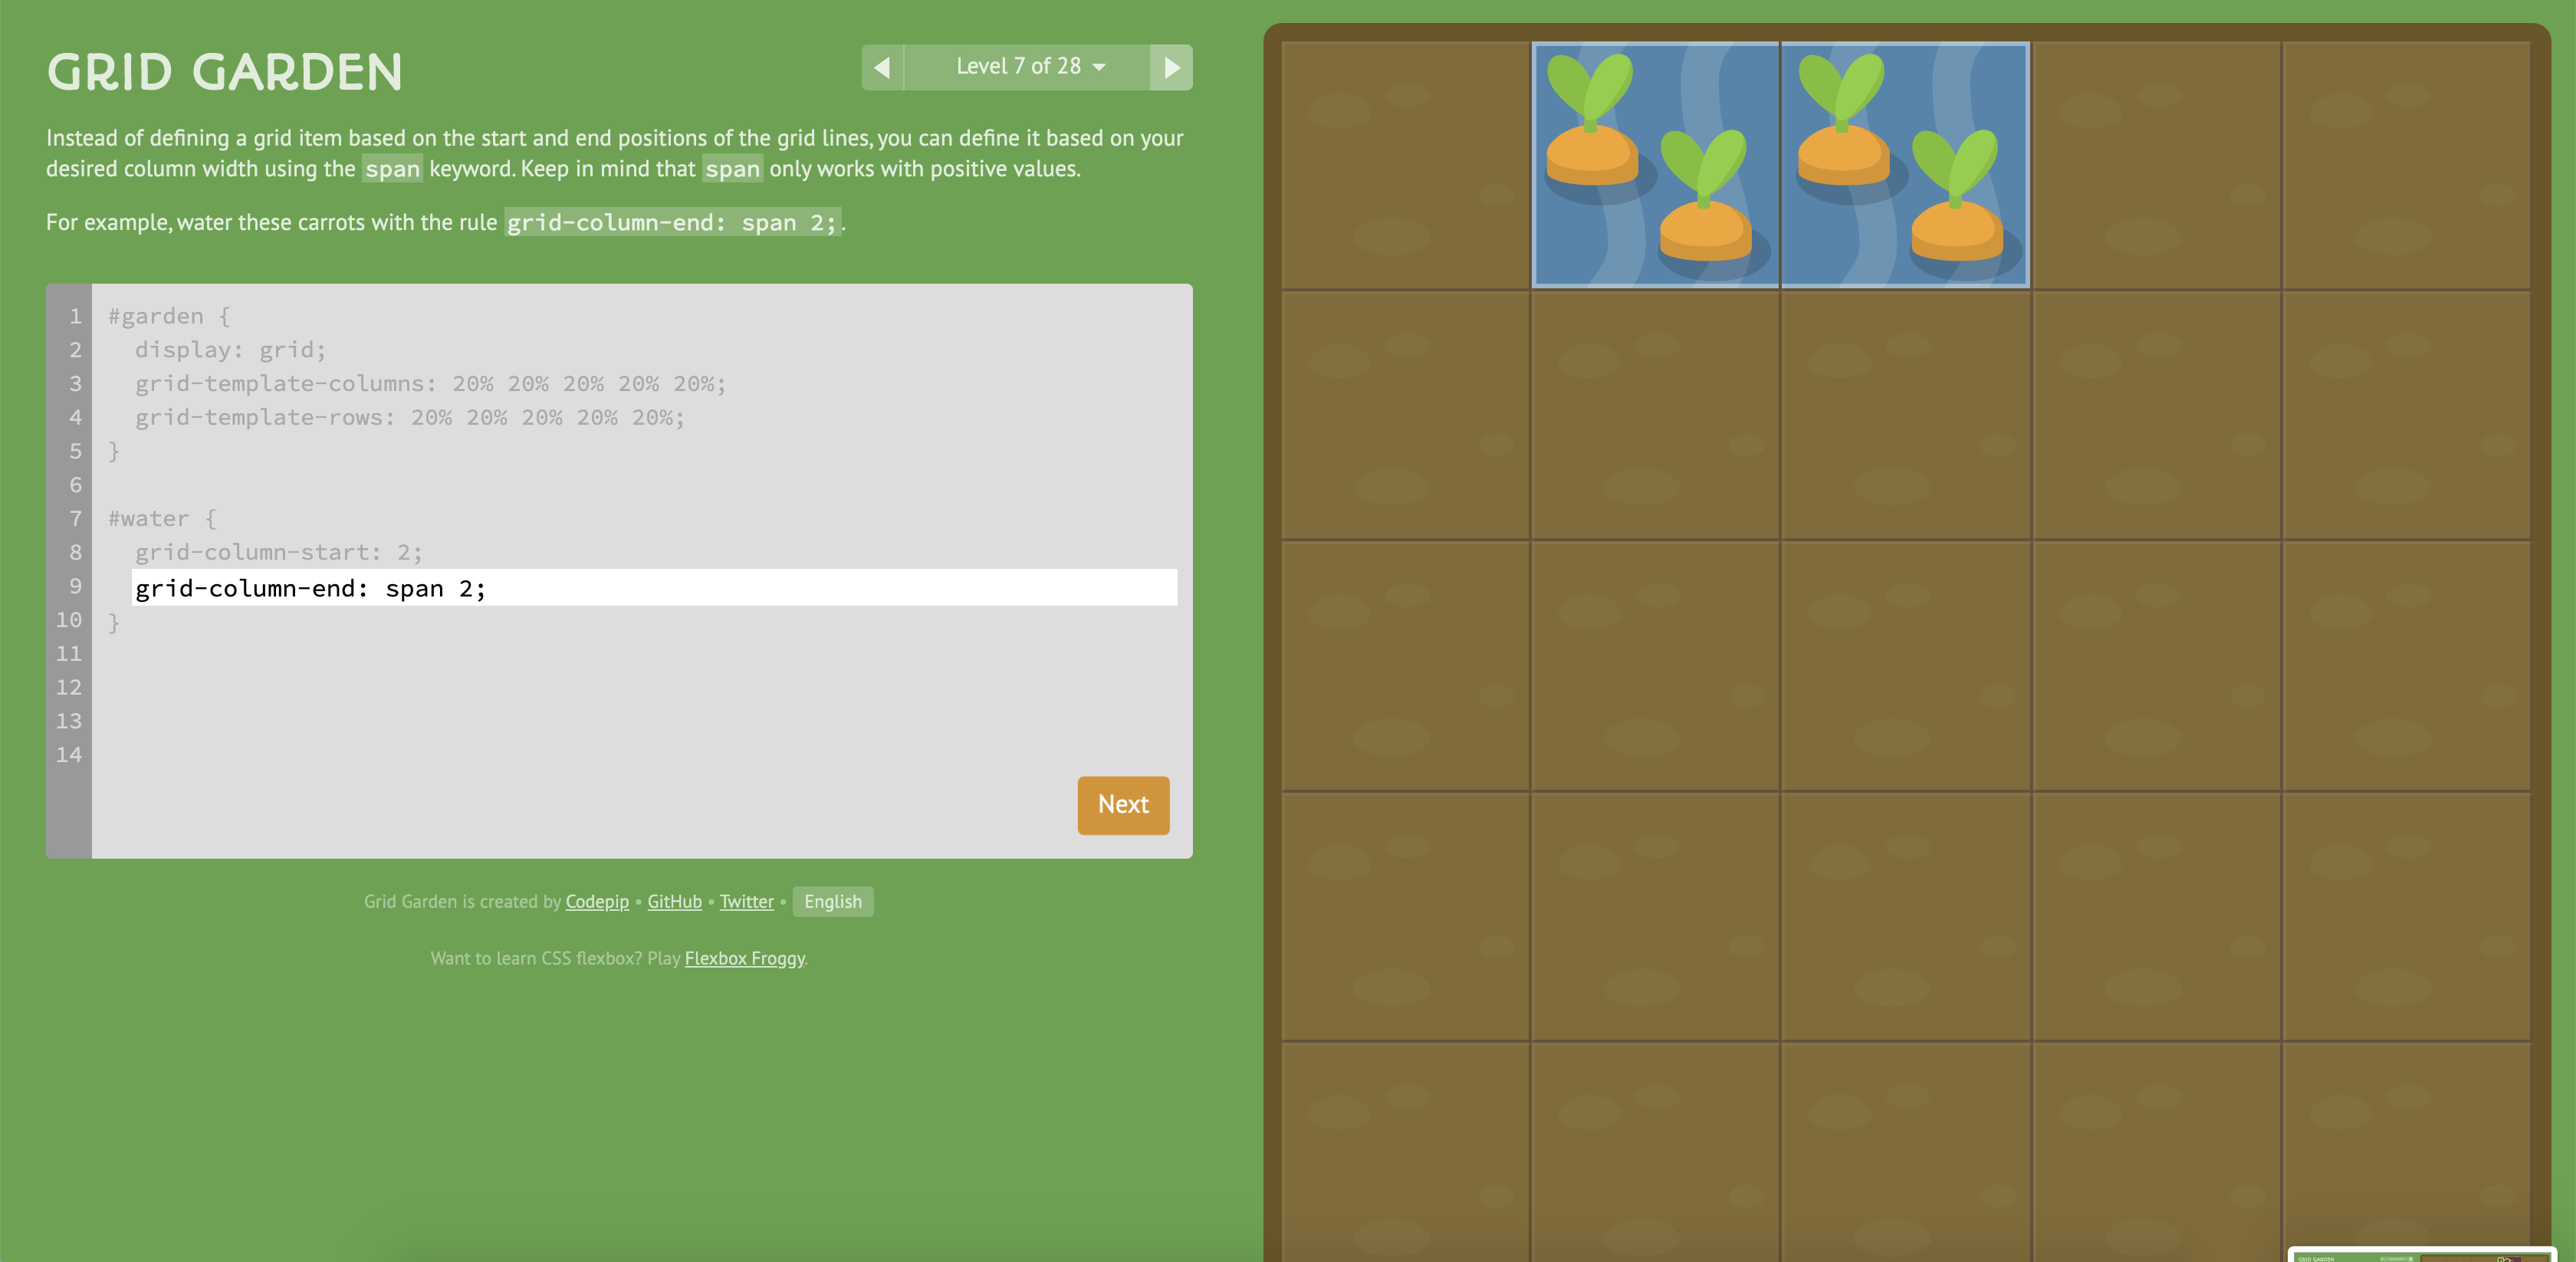 GRID GARDEN
Level 7 of 28
Instead of defining a grid item based on the start and end positions of the grid lines, you can define it based on your
desired column width using the span keyword. Keep in mind that span only works with positive values.
For example, water these carrots with the rule grid-column-end: span 2;.
1 #garden {
2 display: grid;
3 grid-template-columns: 20% 20% 20% 20% 20%;
4 grid-template-rows: 20% 20% 20% 20% 20%;
5 }
6
7 #water {
8 grid-column-start: 2;
9 grid-column-end: span 2;
10 }
11
12
13
14
Next
Grid Garden is created by Codepip • GitHub • Twitter • English
Want to learn CSS flexbox? Play Flexbox Froggy.
GRID GARDEN